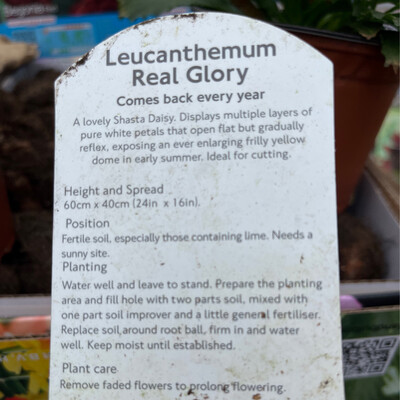 Leucanthemum
Real Glory
Comes back every year
A lovely Shasta Daisy. Displays multiple layers of
pure white petals that open flat but gradually
reflex, exposing an ever enlarging frilly yellow
dome in early summer. Ideal for cutting.
Height and Spread
60cm x 40cm (24in x 16in).
Position
Fertile soil, especially those containing lime. Needs a
sunny site.
Planting
Water well and leave to stand. Prepare the planting
area and fill hole with two parts soil, mixed with
one part soil improver and a little general fertiliser.
Replace soil around root ball, firm in and water
well. Keep moist until established.
Plant care
Remove faded flowers to prolong flowering.